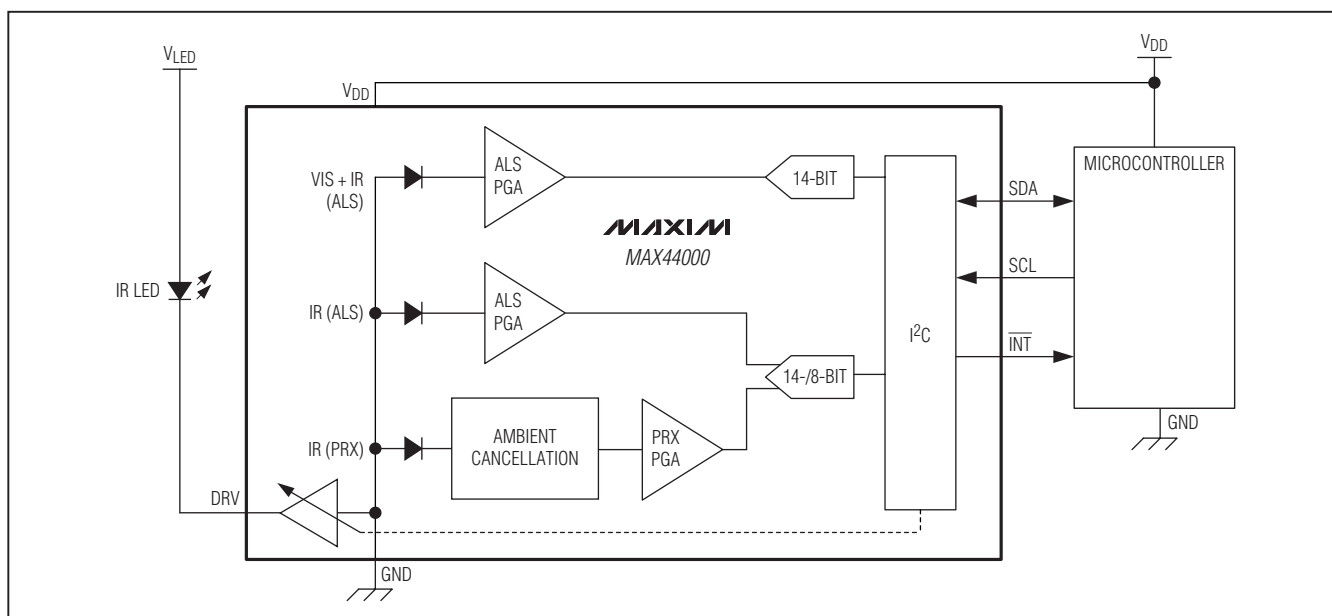 VLED
VDD
VDD
MICROCONTROLLER
VIS + IR
(ALS)
ALS
PGA
14-BIT
SDA
MAXIM
MAX44000
SCL
IR LED
IR (ALS)
ALS
PGA
I²C
INT
14-/8-BIT
IR (PRX)
AMBIENT
CANCELLATION
PRX
PGA
GND
DRV
GND